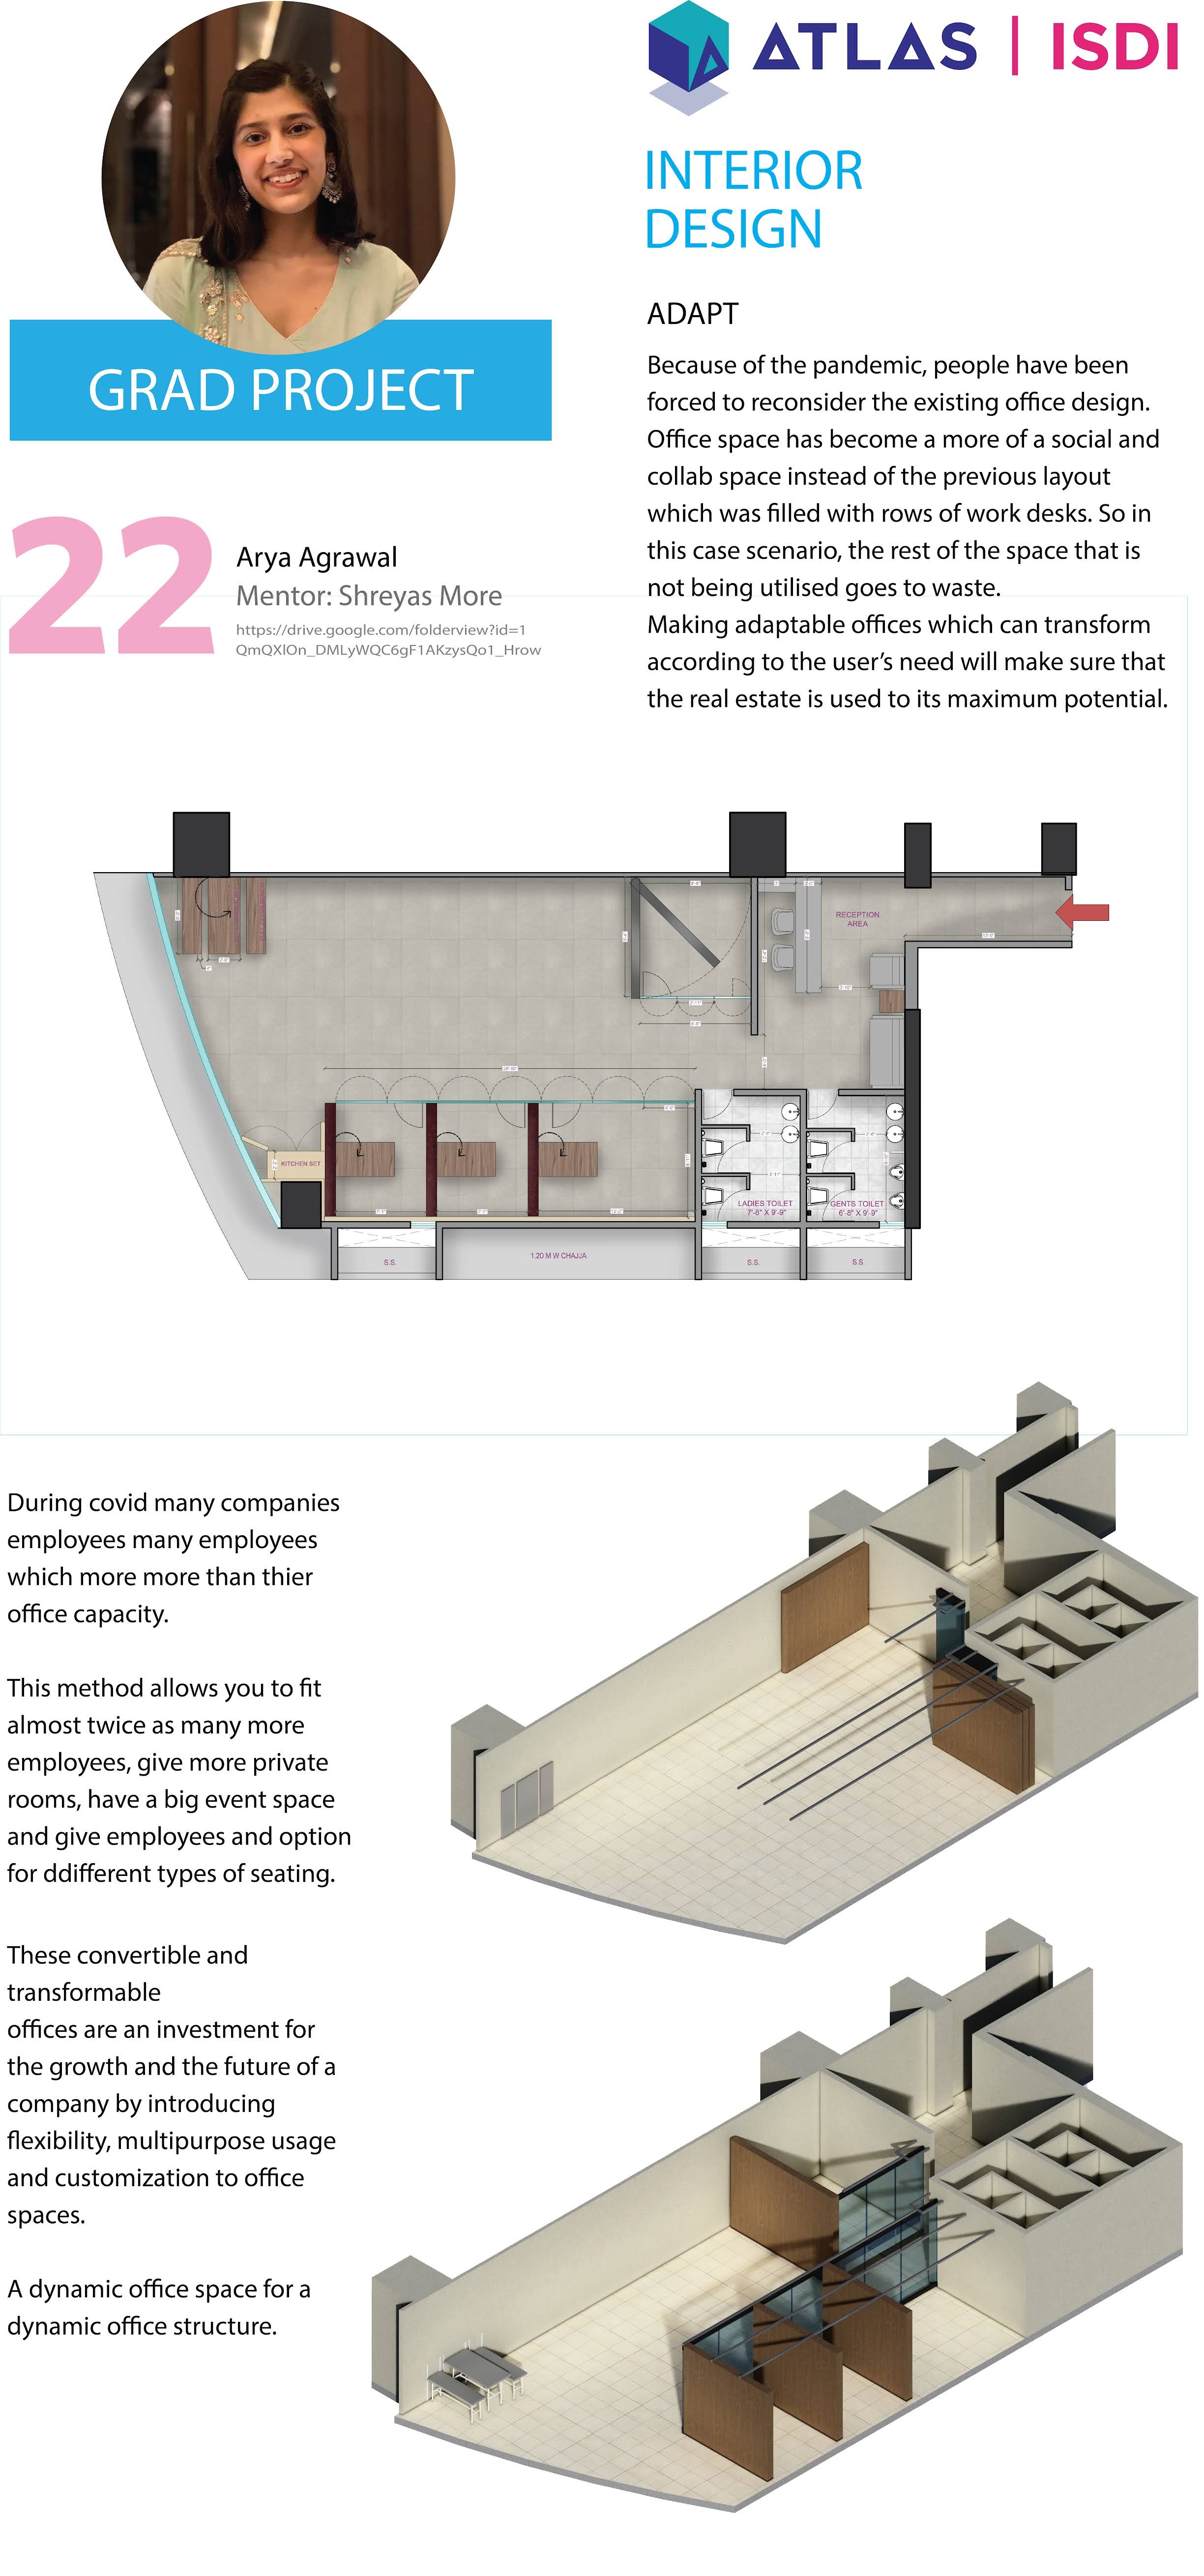 ATLAS | ISDI
INTERIOR
DESIGN
GRAD PROJECT
22
Arya Agrawal
Mentor: Shreyas More
https://drive.google.com/folderview?id=1
QmQXlOn_DMLyWQC6gF1AKzysQo1_Hrow
ADAPT
Because of the pandemic, people have been
forced to reconsider the existing office design.
Office space has become a more of a social and
collab space instead of the previous layout
which was filled with rows of work desks. So in
this case scenario, the rest of the space that is
not being utilised goes to waste.
Making adaptable offices which can transform
according to the user's need will make sure that
the real estate is used to its maximum potential.
RECEPTION
AREA
KITCHEN SET
LADIES TOILET
7'-8" X 9'-9"
GENTS TOILET
6'-8" X 9'-9"
S.S.
1.20 M W CHAJJA
S.S.
S.S.
During covid many companies
employees many employees
which more more than thier
office capacity.
This method allows you to fit
almost twice as many more
employees, give more private
rooms, have a big event space
and give employees and option
for ddifferent types of seating.
These convertible and
transformable
offices are an investment for
the growth and the future of a
company by introducing
flexibility, multipurpose usage
and customization to office
spaces.
A dynamic office space for a
dynamic office structure.